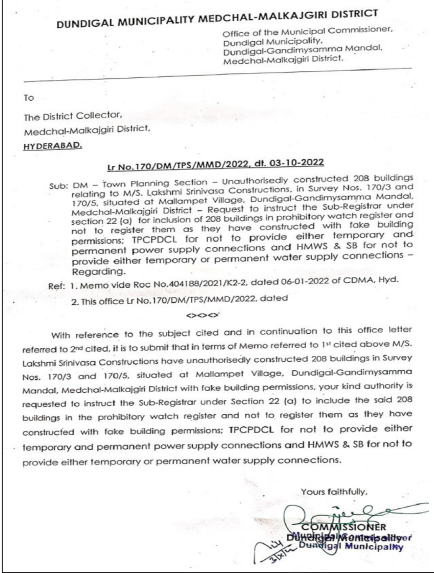 DUNDIGAL MUNICIPALITY MEDCHAL-MALKAJGIRI DISTRICT
Office of the Municipal Commissioner,
Dundigal Municipality,
Dundigal-Gandimysamma Mandal,
Medchal-Malkajgiri District.
To
The District Collector,
Medchal-Malkajgiri District,
HYDERABAD.
Lr No.170/DM/TPS/MMD/2022, dt. 03-10-2022
Sub: DM – Town Planning Section – Unauthorisedly constructed 208 buildings
relating to M/S. Lakshmi Srinivasa Constructions, in Survey Nos. 170/3 and
170/5, situated at Mallampet Village, Dundigal-Gandimysamma Mandal,
Medchal-Malkajgiri District – Request to instruct the Sub-Registrar under
section 22 (a) for inclusion of 208 buildings in prohibitory watch register and
not to register them as they have constructed with fake building
permissions; TPCPDCL for not to provide either temporary and
permanent power supply connections and HMWS & SB for not to
provide either temporary or permanent water supply connections –
Regarding.
Ref: 1. Memo vide Roc No.404188/2021/K2-2, dated 06-01-2022 of CDMA, Hyd.
2. This office Lr No.170/DM/TPS/MMD/2022, dated
<><><>
With reference to the subject cited and in continuation to this office letter
referred to 2nd cited, it is to submit that in terms of Memo referred to 1st cited above M/S.
Lakshmi Srinivasa Constructions have unauthorisedly constructed 208 buildings in Survey
Nos. 170/3 and 170/5, situated at Mallampet Village, Dundigal-Gandimysamma
Mandal, Medchal-Malkajgiri District with fake building permissions, your kind authority is
requested to instruct the Sub-Registrar under Section 22 (a) to include the said 208
buildings in the prohibitory watch register and not to register them as they have
constructed with fake building permissions; TPCPDCL for not to provide either
temporary and permanent power supply connections and HMWS & SB for not to
provide either temporary or permanent water supply connections.
Yours faithfully,
COMMISSIONER
Dundigal Municipality